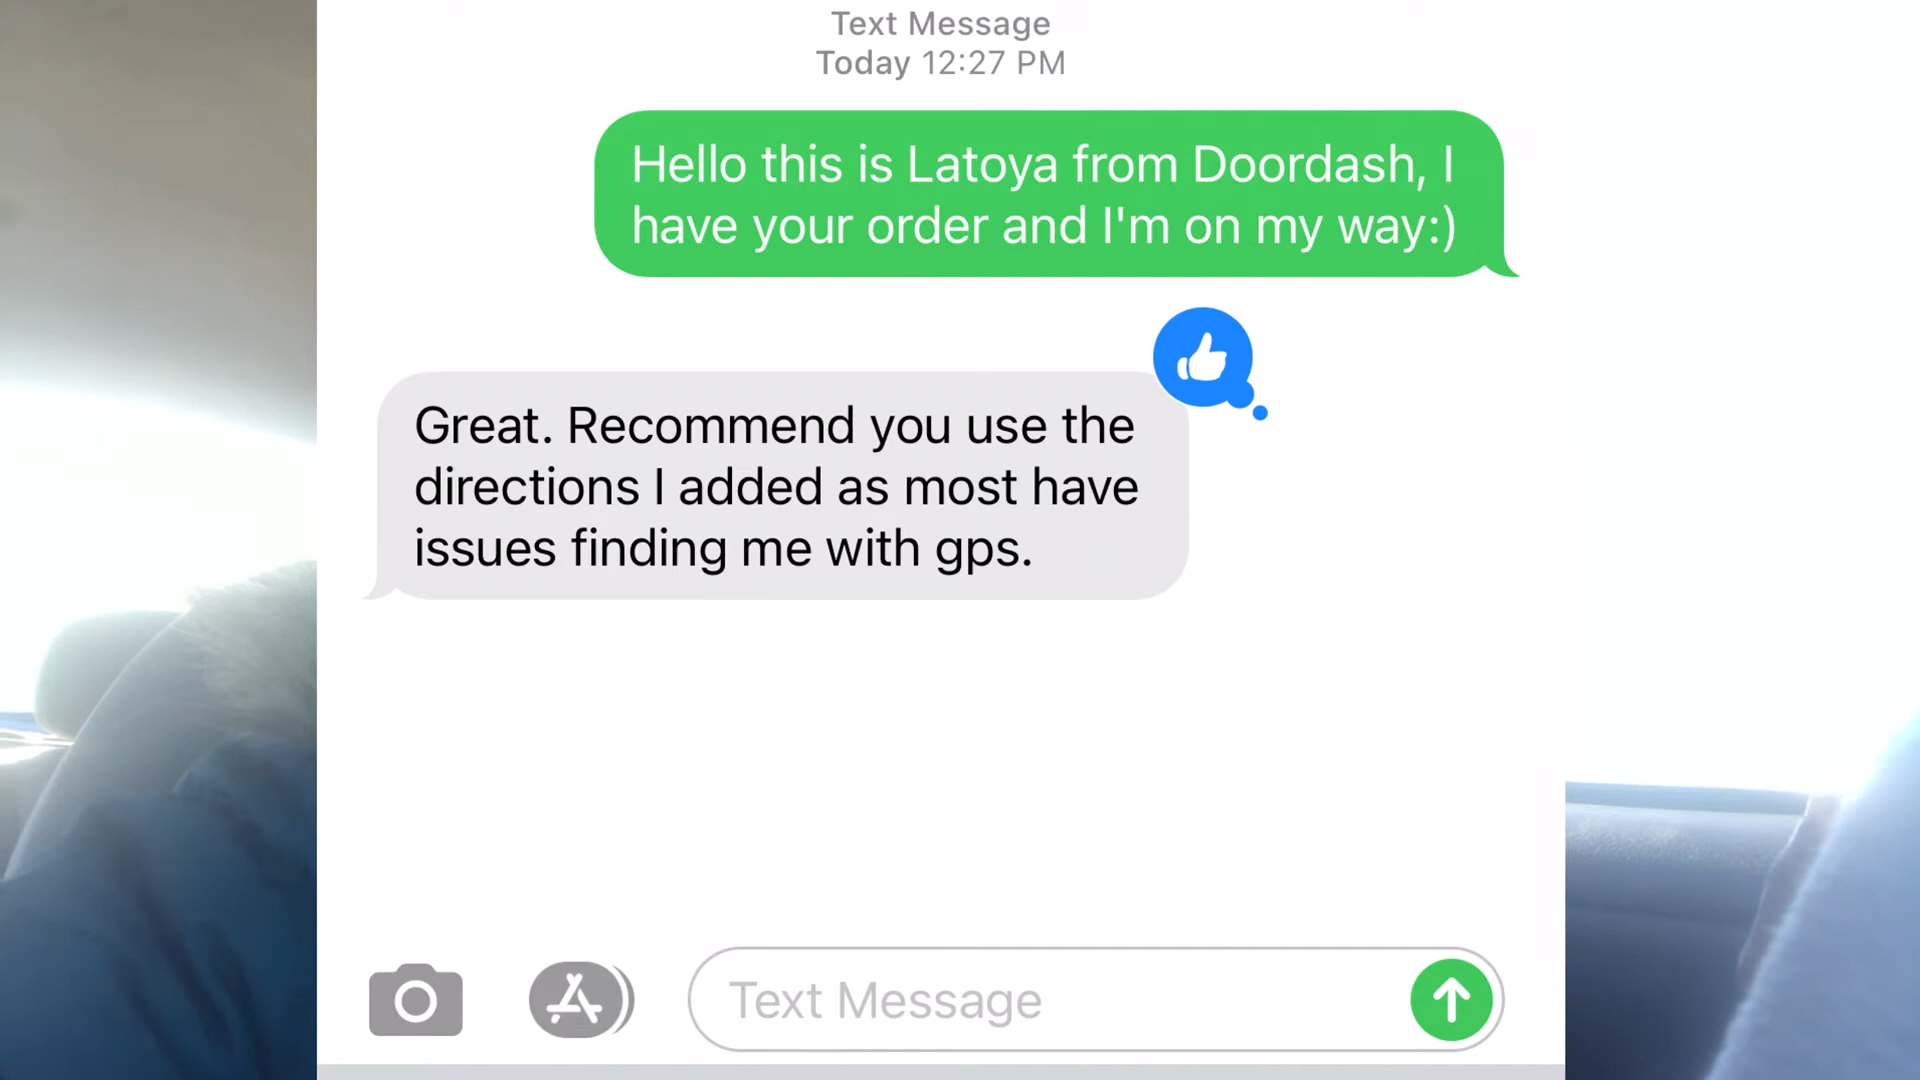 Text Message
Today 12:27 PM
Hello this is Latoya from Doordash, I
have your order and I'm on my way:)
Great. Recommend you use the
directions I added as most have
issues finding me with gps.
Text Message